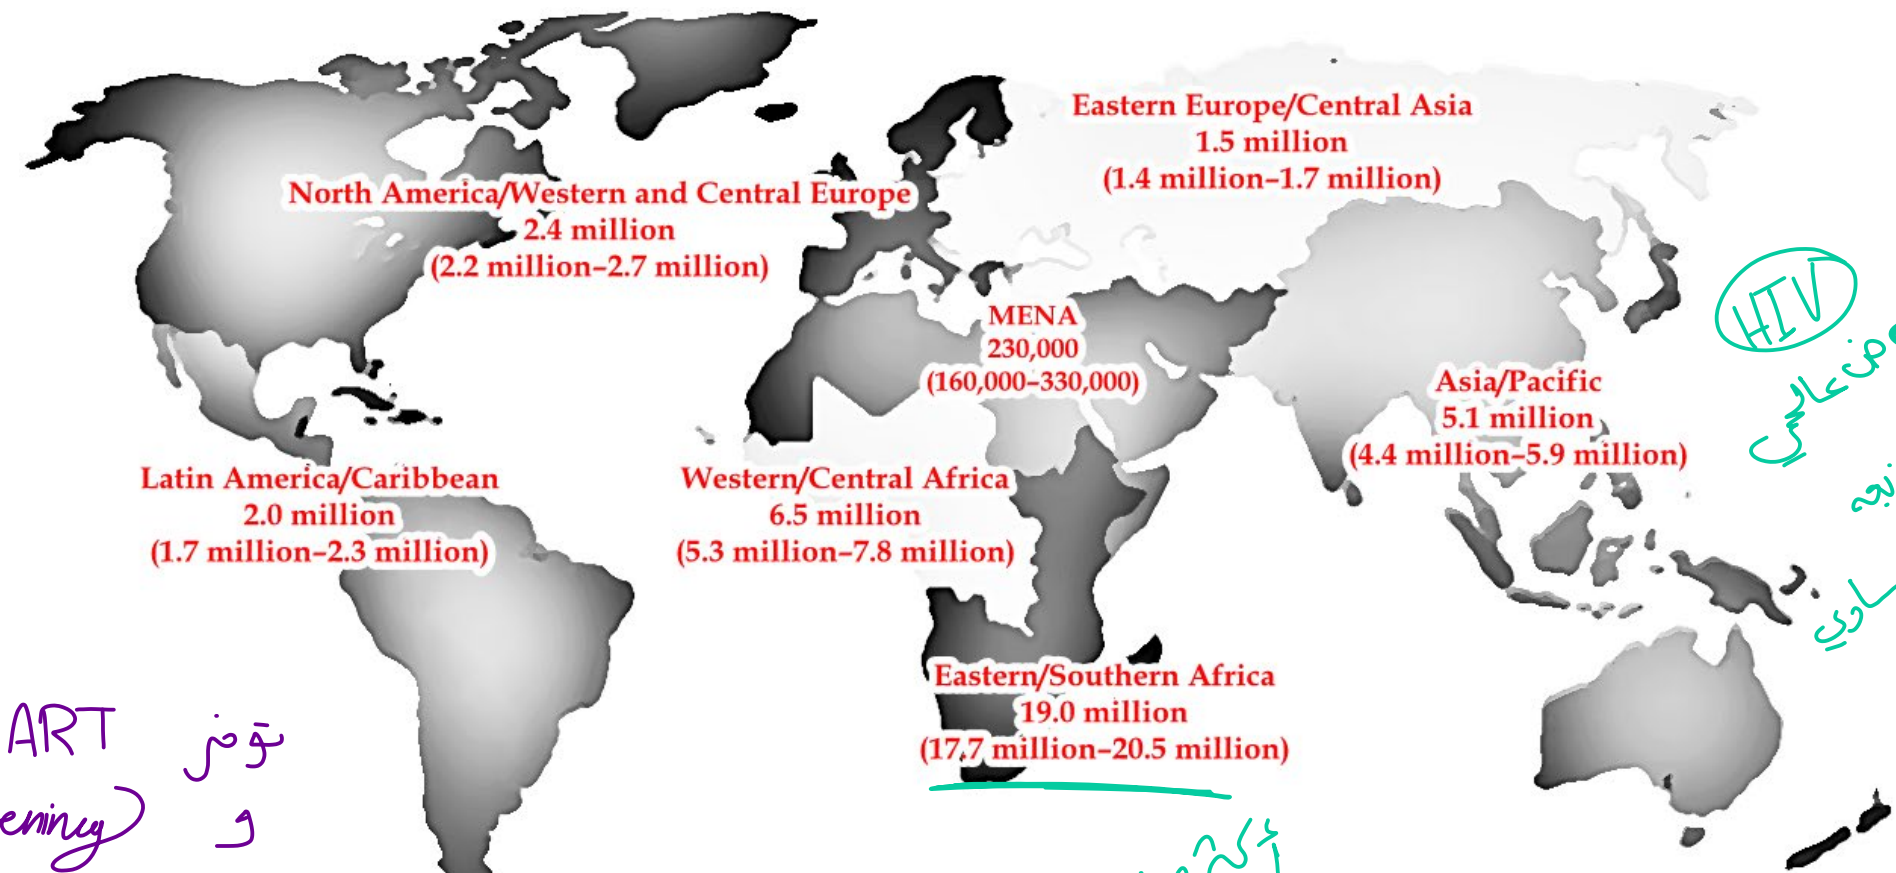 Eastern Europe/Central Asia
1.5 million
(1.4 million–1.7 million)
North America/Western and Central Europe
2.4 million
(2.2 million–2.7 million)
HIV
MENA
230,000
(160,000–330,000)
Asia/Pacific
5.1 million
(4.4 million–5.9 million)
Latin America/Caribbean
2.0 million
(1.7 million–2.3 million)
Western/Central Africa
6.5 million
(5.3 million–7.8 million)
Eastern/Southern Africa
19.0 million
(17.7 million–20.5 million)
ART
و